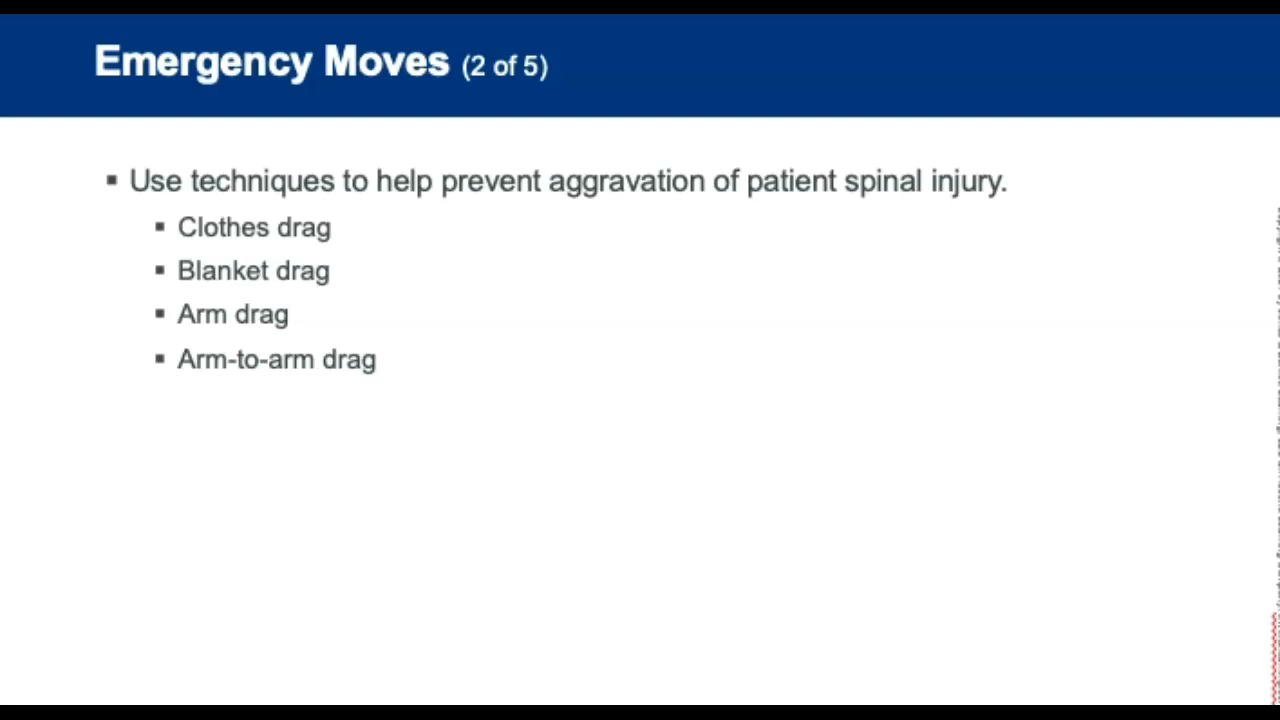 Emergency Moves (2 of 5)
Use techniques to help prevent aggravation of patient spinal injury.
Clothes drag
Blanket drag
Arm drag
Arm-to-arm drag